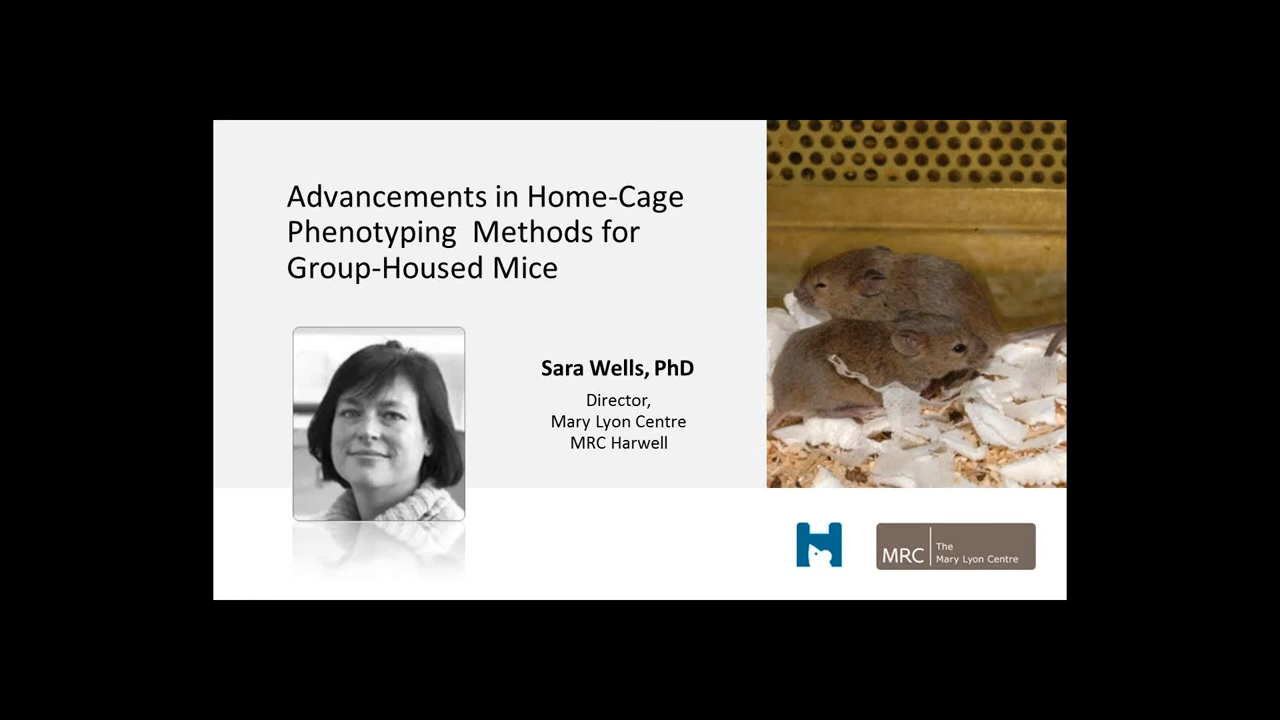 Advancements in Home-Cage
Phenotyping Methods for
Group-Housed Mice
Sara Wells, PhD
Director,
Mary Lyon Centre
MRC Harwell
MRC
The
Mary Lyon Centre